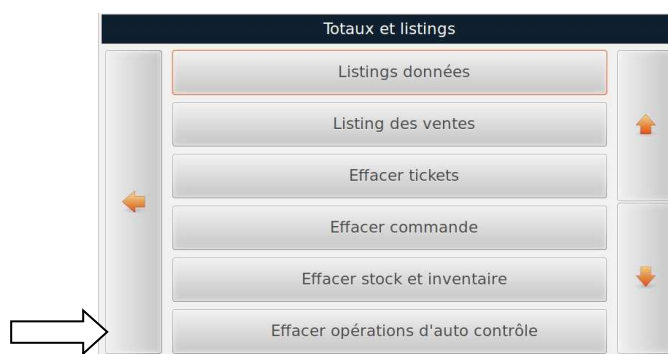 Totaux et listings
Listings données
Listing des ventes
Effacer tickets
Effacer commande
Effacer stock et inventaire
Effacer opérations d'auto contrôle